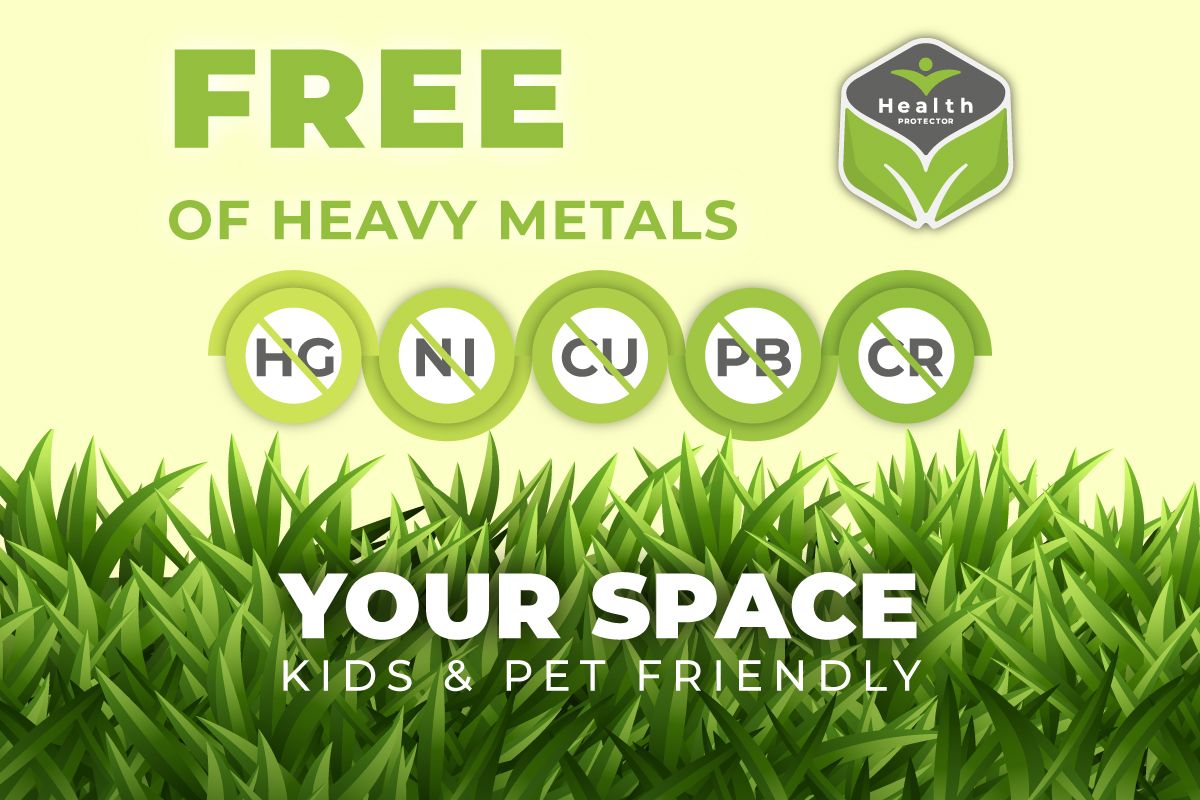 FREE
OF HEAVY METALS
Health
PROTECTOR
HG NI CU PB CR
YOUR SPACE
KIDS & PET FRIENDLY